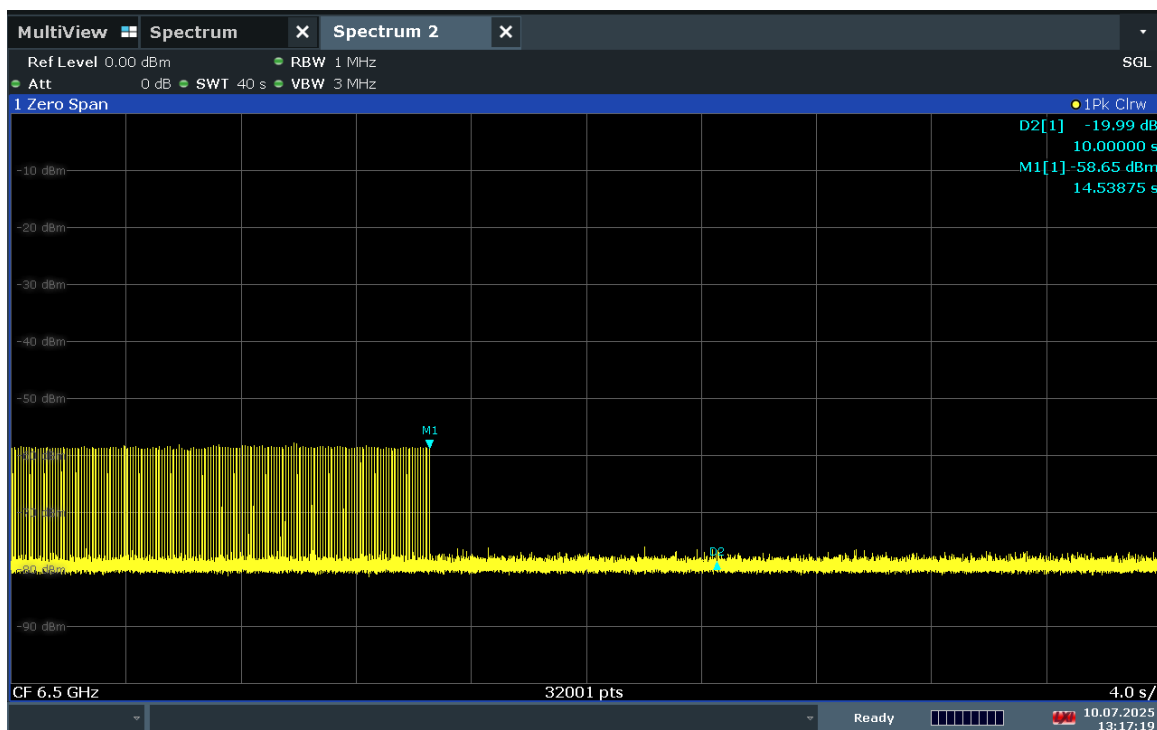 MultiView Spectrum X Spectrum 2 X
Ref Level 0.00 dBm RBW 1 MHz SGL
Att 0 dB SWT 40 s VBW 3 MHz
1 Zero Span 1Pk Clrw
D2[1] -19.99 dB
10.00000 s
M1[1] -58.65 dBm
14.53875 s
-10 dBm
-20 dBm
-30 dBm
-40 dBm
-50 dBm
M1
D2
-80 dBm
-90 dBm
CF 6.5 GHz 32001 pts 4.0 s/
Ready 10.07.2025
13:17:19